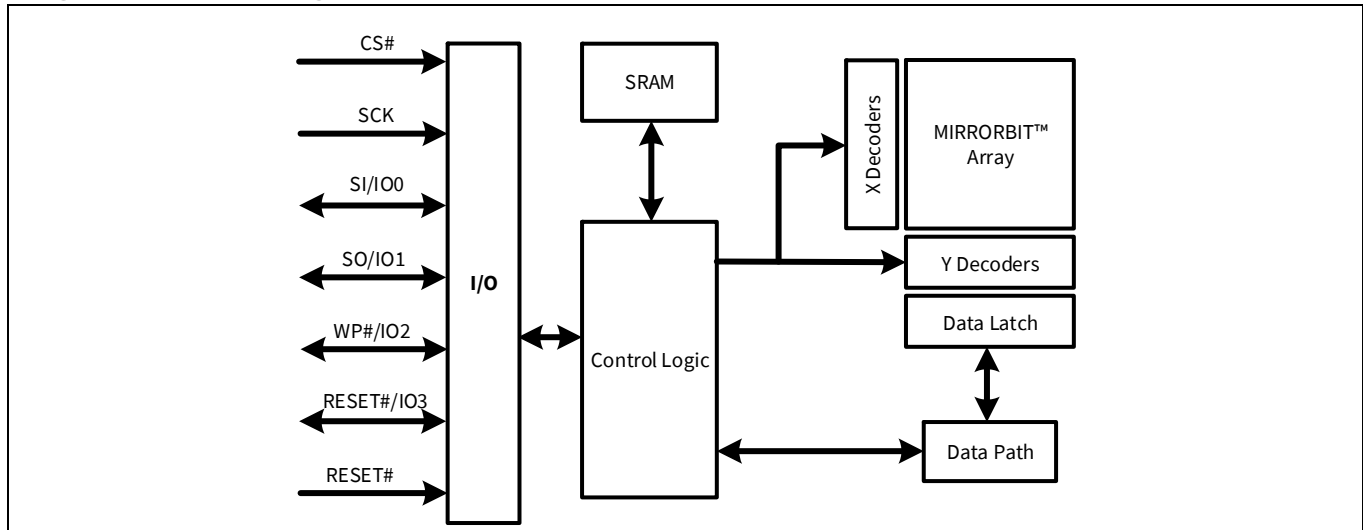 CS#
SCK
SI/IO0
SO/IO1
WP#/IO2
RESET#/IO3
RESET#
I/O
SRAM
Control Logic
X Decoders
MIRRORBIT™
Array
Y Decoders
Data Latch
Data Path